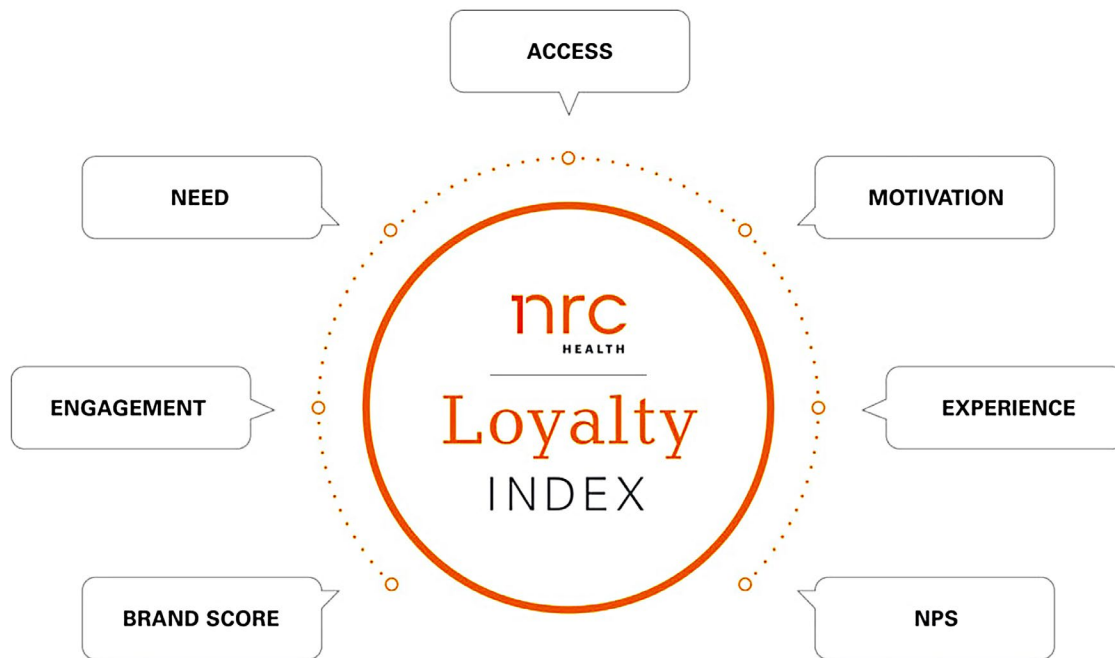 ACCESS
NEED
MOTIVATION
nrc
HEALTH
Loyalty
INDEX
ENGAGEMENT
EXPERIENCE
BRAND SCORE
NPS